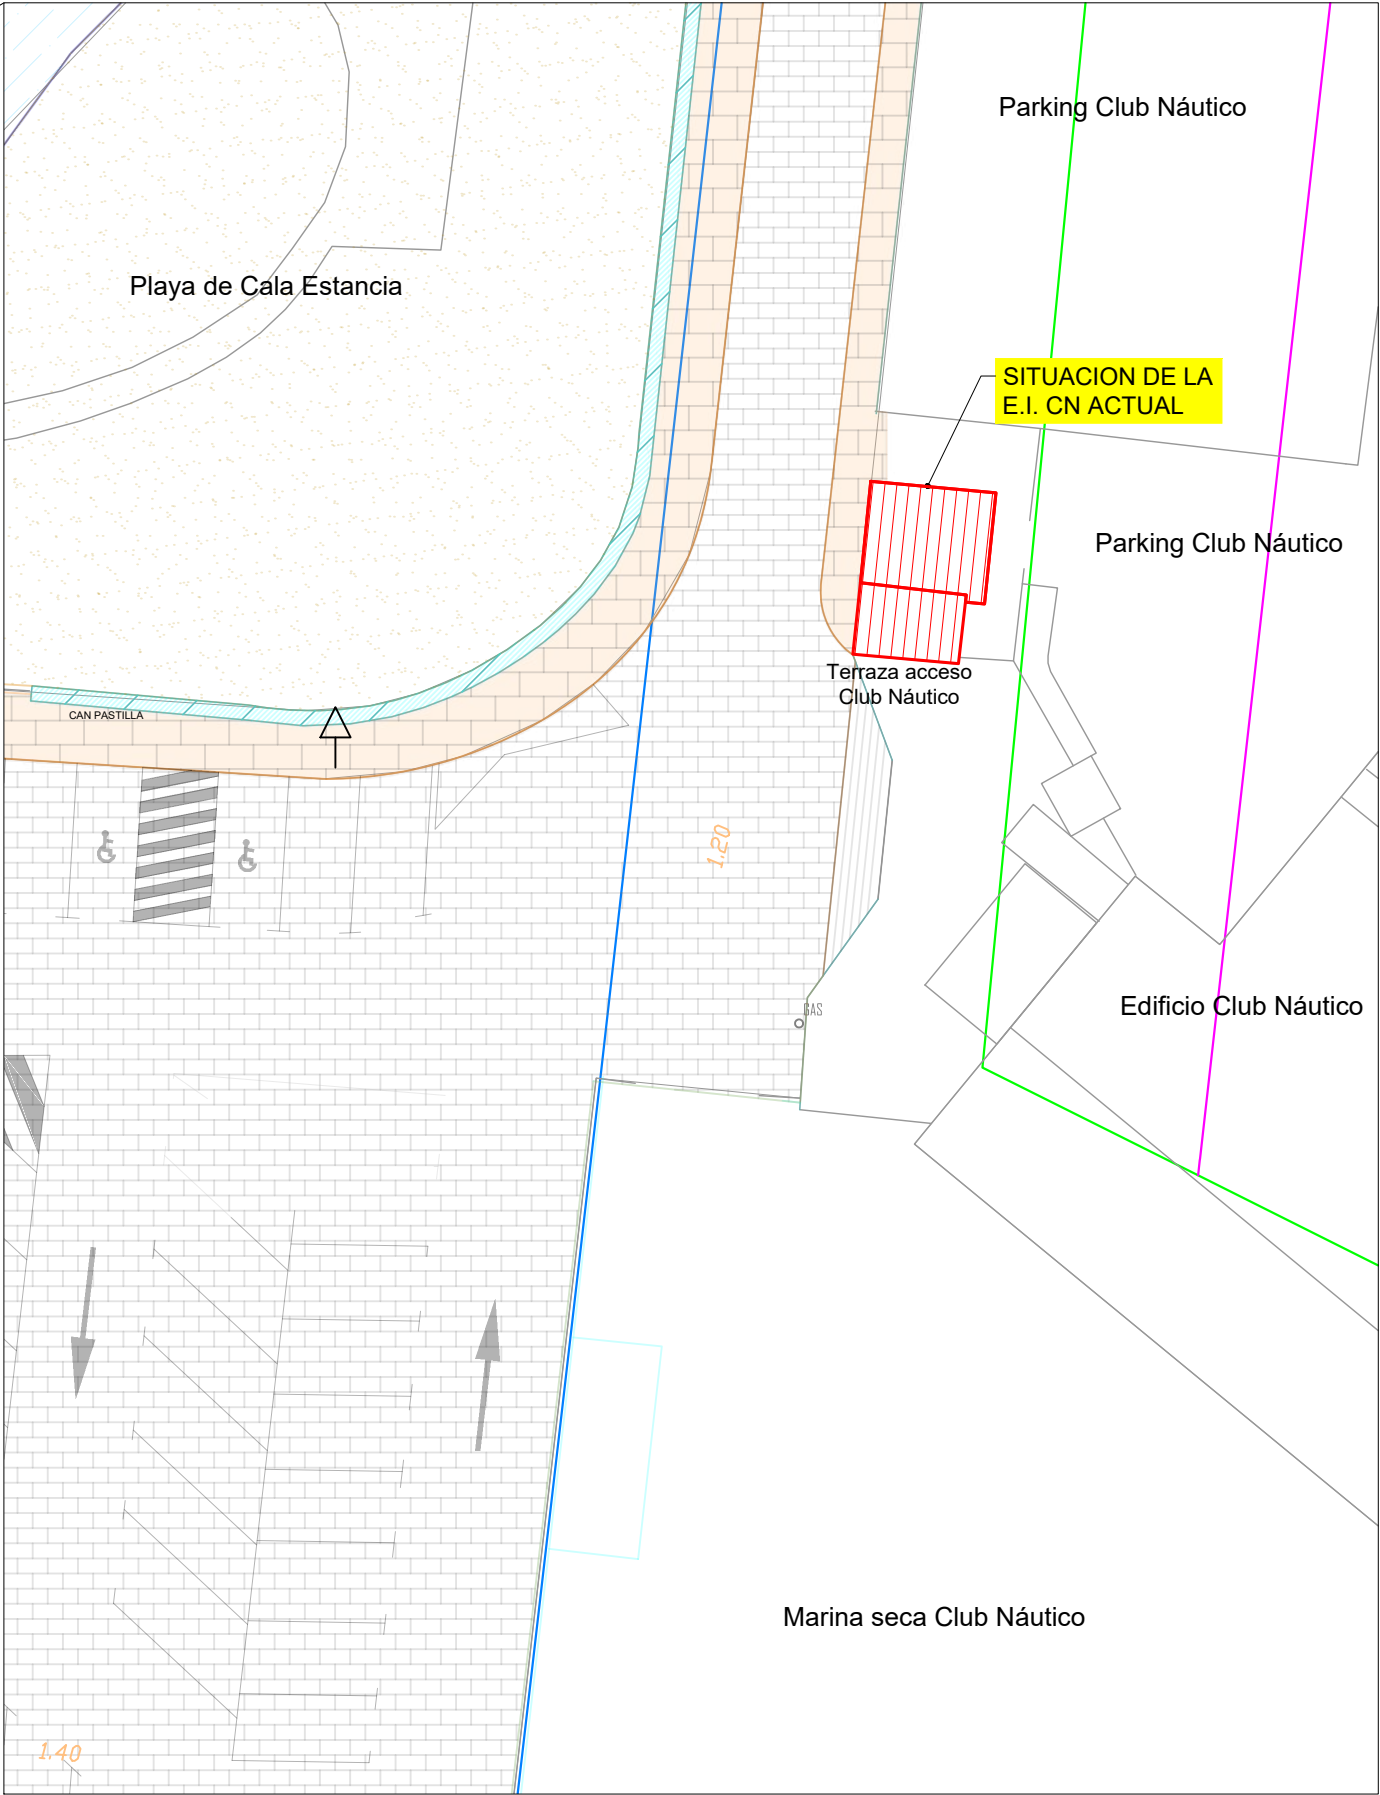 Parking Club Náutico
Playa de Cala Estancia
SITUACION DE LA
E.I. CN ACTUAL
Parking Club Náutico
Terraza acceso
Club Náutico
CAN PASTILLA
1.20
Edificio Club Náutico
GAS
Marina seca Club Náutico
1.40